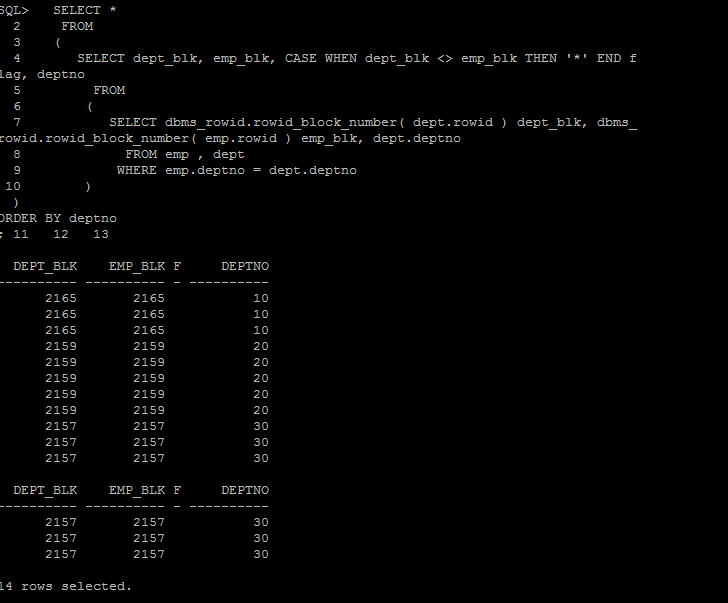 SQL>   SELECT *
  2    FROM
  3    (
  4       SELECT dept_blk, emp_blk, CASE WHEN dept_blk <> emp_blk THEN '*' END f
lag, deptno
  5         FROM
  6        (
  7           SELECT dbms_rowid.rowid_block_number( dept.rowid ) dept_blk, dbms_
rowid.rowid_block_number( emp.rowid ) emp_blk, dept.deptno
  8             FROM emp , dept
  9            WHERE emp.deptno = dept.deptno
 10        )
  )
ORDER BY deptno
; 11   12   13
  DEPT_BLK    EMP_BLK F     DEPTNO
---------- ---------- - ----------
      2165       2165           10
      2165       2165           10
      2165       2165           10
      2159       2159           20
      2159       2159           20
      2159       2159           20
      2159       2159           20
      2159       2159           20
      2157       2157           30
      2157       2157           30
      2157       2157           30
  DEPT_BLK    EMP_BLK F     DEPTNO
---------- ---------- - ----------
      2157       2157           30
      2157       2157           30
      2157       2157           30
14 rows selected.